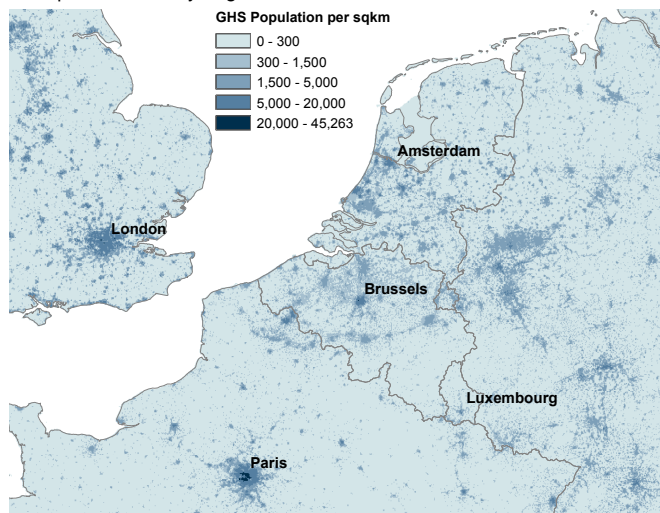 GHS Population per sqkm
0 - 300
300 - 1,500
1,500 - 5,000
5,000 - 20,000
20,000 - 45,263
Amsterdam
London
Brussels
Luxembourg
Paris